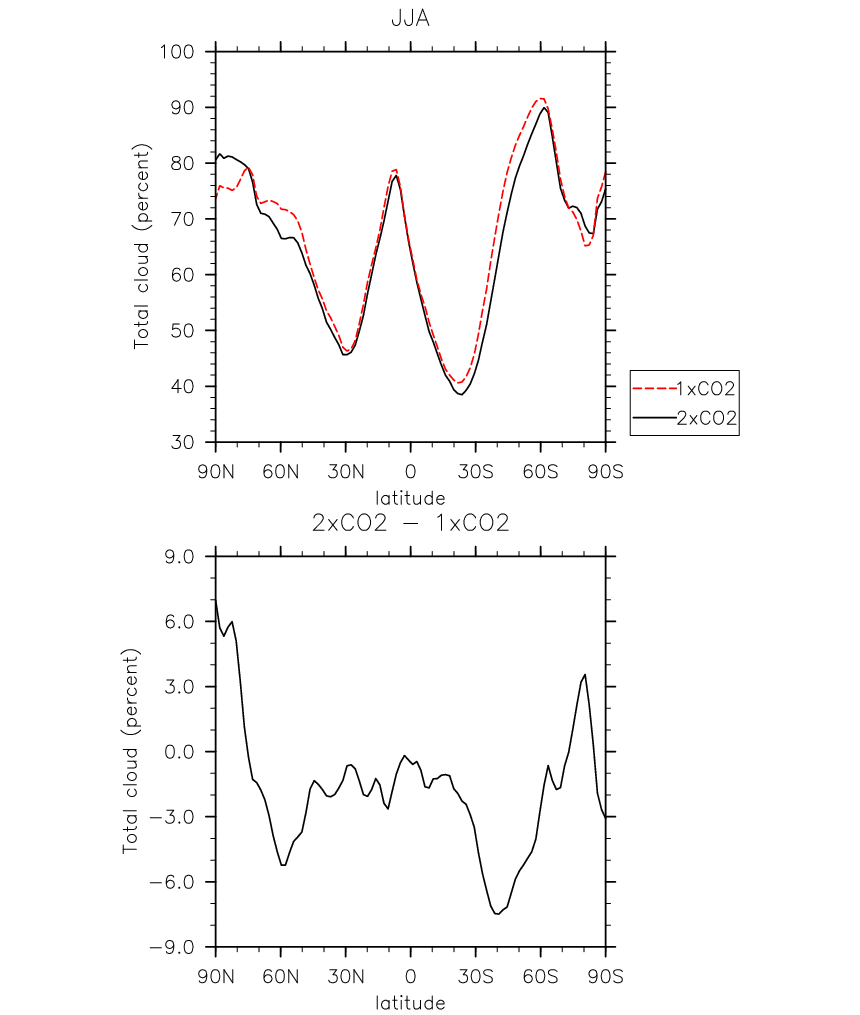 JJA
100
90
80
70
60
50
40
30
Total cloud (percent)
90N 60N 30N 0 30S 60S 90S
latitude
1xCO2
2xCO2
2xCO2 − 1xCO2
9.0
6.0
3.0
0.0
−3.0
−6.0
−9.0
Total cloud (percent)
90N 60N 30N 0 30S 60S 90S
latitude